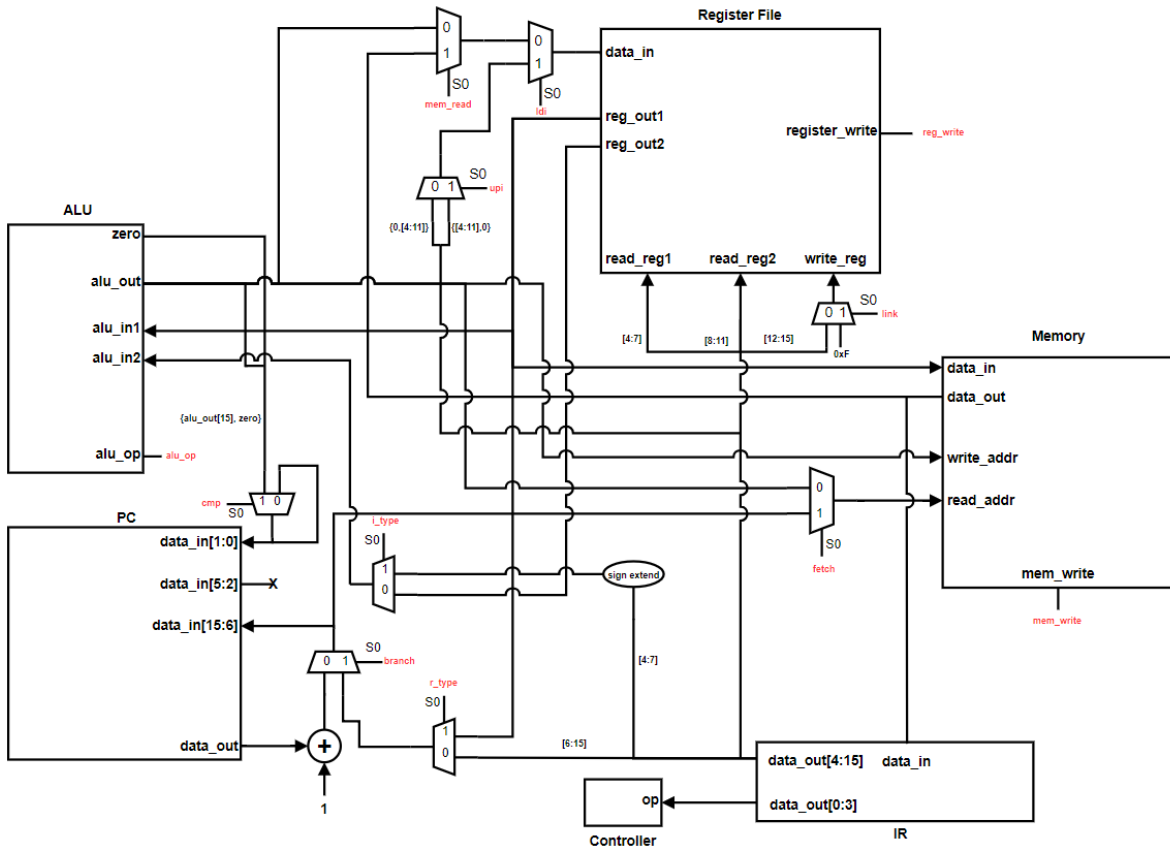 Register File
0
1
S0
mem_read
0
1
S0
ldi
data_in
reg_out1
reg_out2
register_write
reg_write
read_reg1
read_reg2
write_reg
0 1
S0
upi
{0,[4:11]}
{[4:11],0}
ALU
zero
alu_out
alu_in1
alu_in2
alu_op
alu_op
{alu_out[15], zero}
[4:7]
[8:11]
[12:15]
0 1
S0
link
0xF
Memory
data_in
data_out
write_addr
read_addr
mem_write
mem_write
0
1
S0
fetch
cmp
S0
1 0
PC
data_in[1:0]
data_in[5:2]
X
data_in[15:6]
data_out
i_type
S0
1
0
sign extend
[4:7]
0 1
S0
branch
r_type
S0
1
0
[6:15]
+
1
data_out[4:15]
data_in
data_out[0:3]
IR
op
Controller